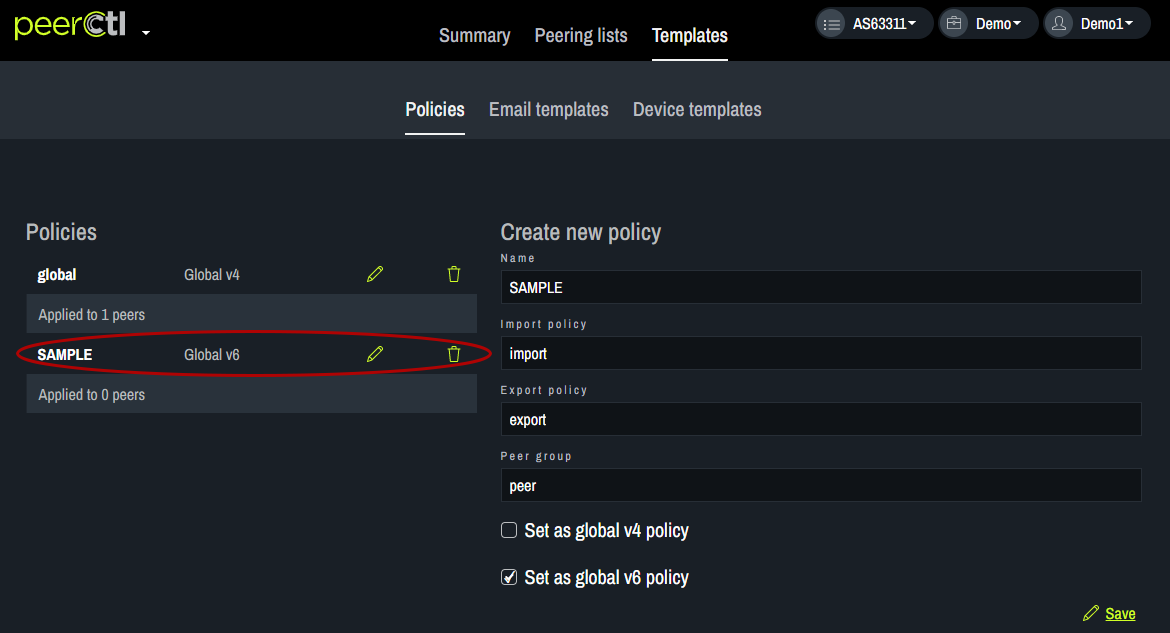 peerCtl
Summary Peering lists Templates
AS63311 Demo Demo1
Policies Email templates Device templates
Policies
global Global v4
Applied to 1 peers
SAMPLE Global v6
Applied to 0 peers
Create new policy
Name
SAMPLE
Import policy
import
Export policy
export
Peer group
peer
Set as global v4 policy
Set as global v6 policy
Save